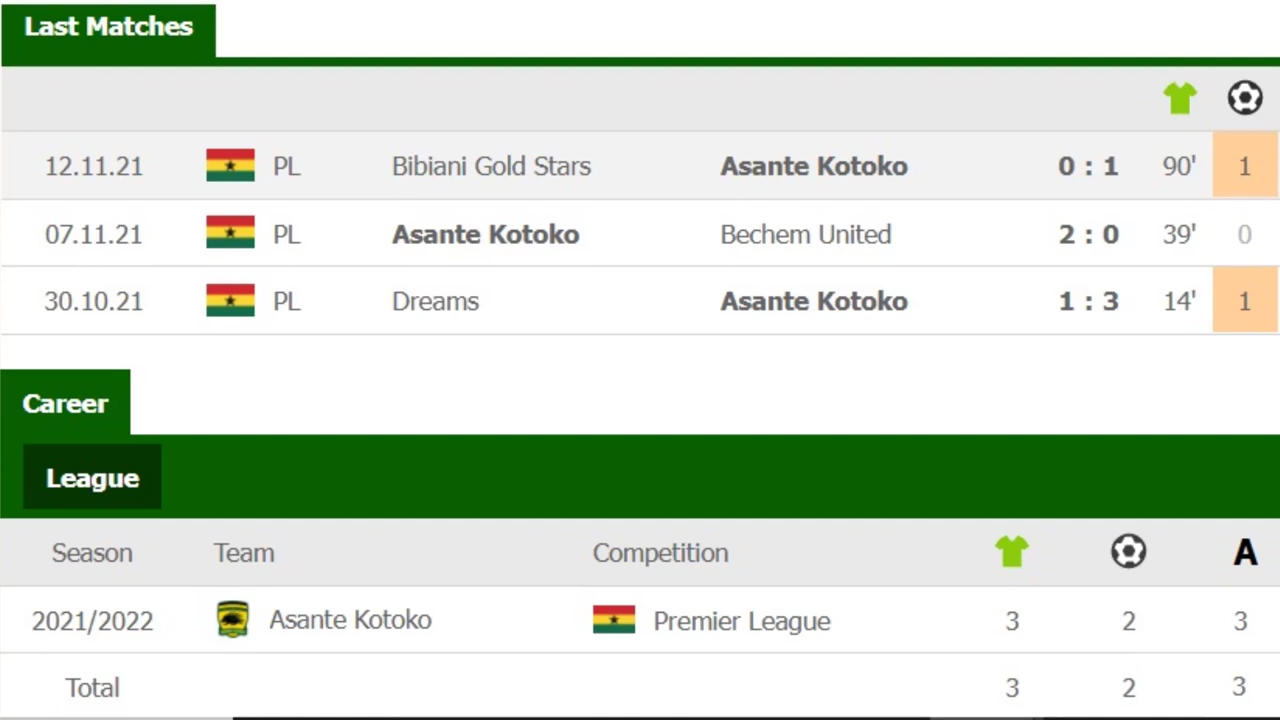 Last Matches
12.11.21 PL Bibiani Gold Stars Asante Kotoko 0 : 1 90' 1
07.11.21 PL Asante Kotoko Bechem United 2 : 0 39' 0
30.10.21 PL Dreams Asante Kotoko 1 : 3 14' 1
Career
League
Season Team Competition A
2021/2022 Asante Kotoko Premier League 3 2 3
Total 3 2 3